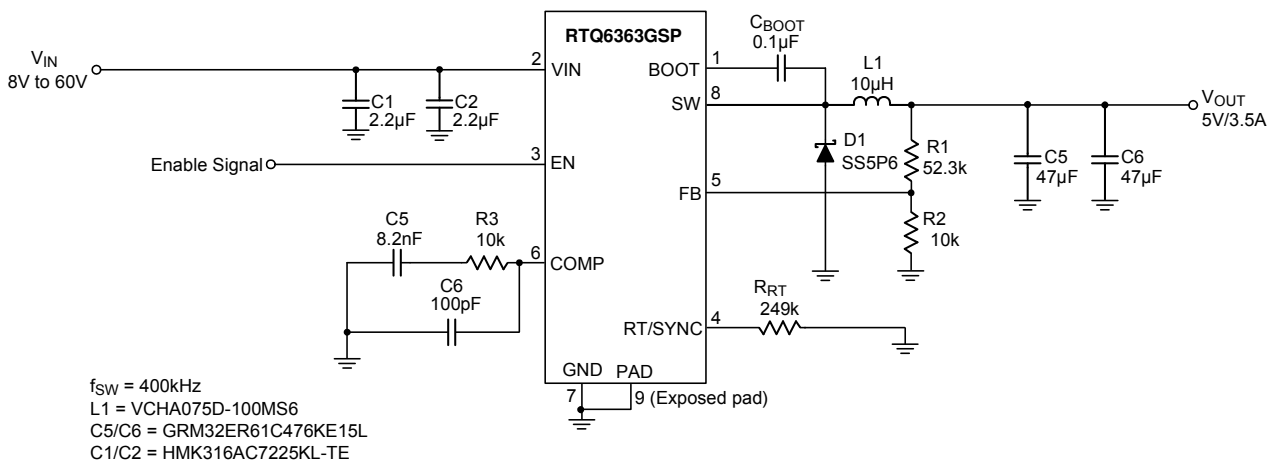 RTQ6363GSP
VIN
8V to 60V
2
VIN
C1
2.2µF
C2
2.2µF
Enable Signal
3
EN
C5
8.2nF
R3
10k
6
COMP
C6
100pF
CBOOT
0.1µF
1
BOOT
L1
10µH
8
SW
VOUT
5V/3.5A
D1
SS5P6
R1
52.3k
C5
47µF
C6
47µF
5
FB
R2
10k
RRT
249k
4
RT/SYNC
GND
PAD
7
9 (Exposed pad)
fSW = 400kHz
L1 = VCHA075D-100MS6
C5/C6 = GRM32ER61C476KE15L
C1/C2 = HMK316AC7225KL-TE